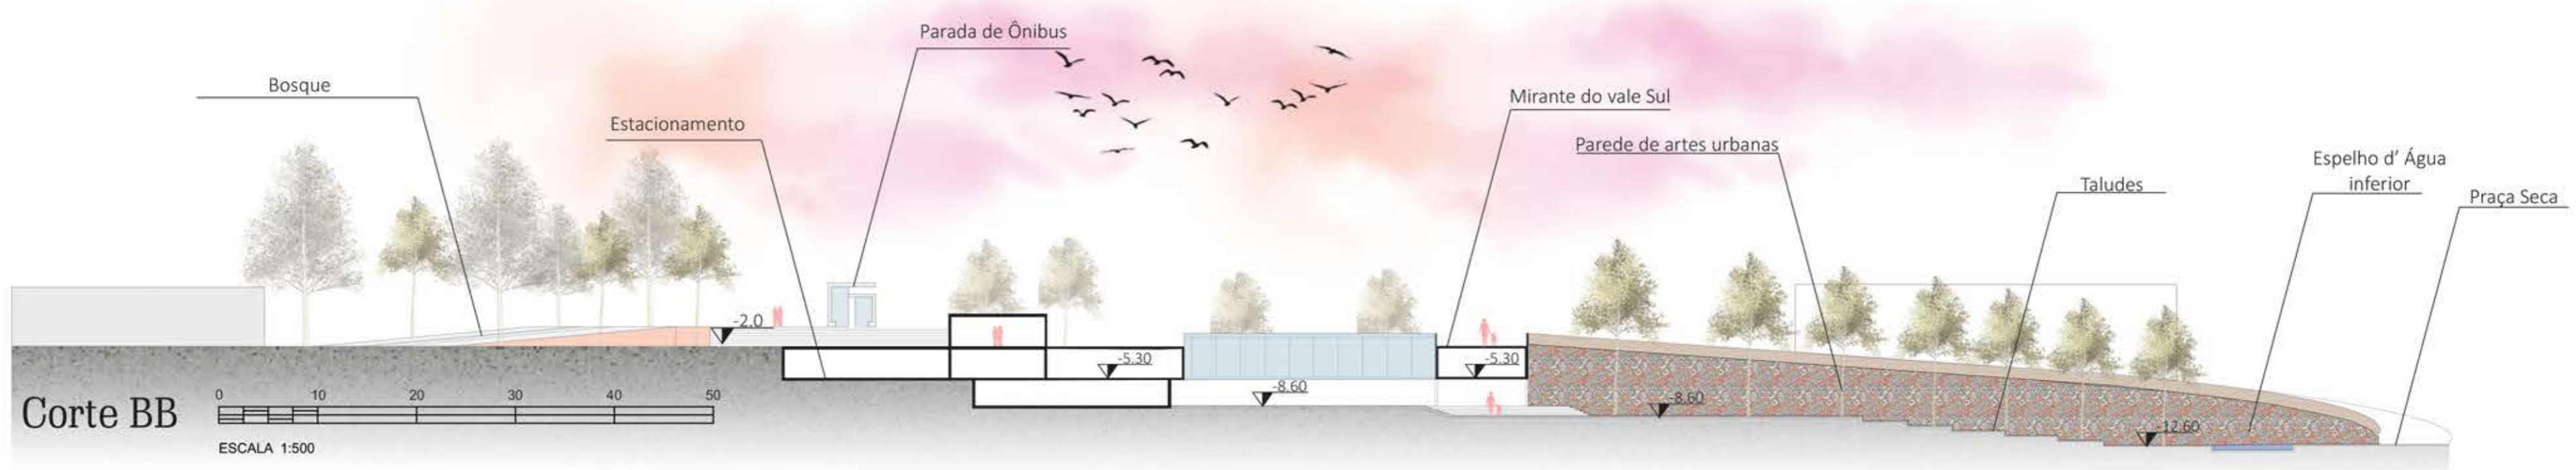 Parada de Ônibus
Bosque
Mirante do vale Sul
Estacionamento
Parede de artes urbanas
Espelho d' Água
inferior
Taludes
Praça Seca
-2.0
-5.30
-5.30
-8.60
-8.60
-12.60
Corte BB
0 10 20 30 40 50
ESCALA 1:500